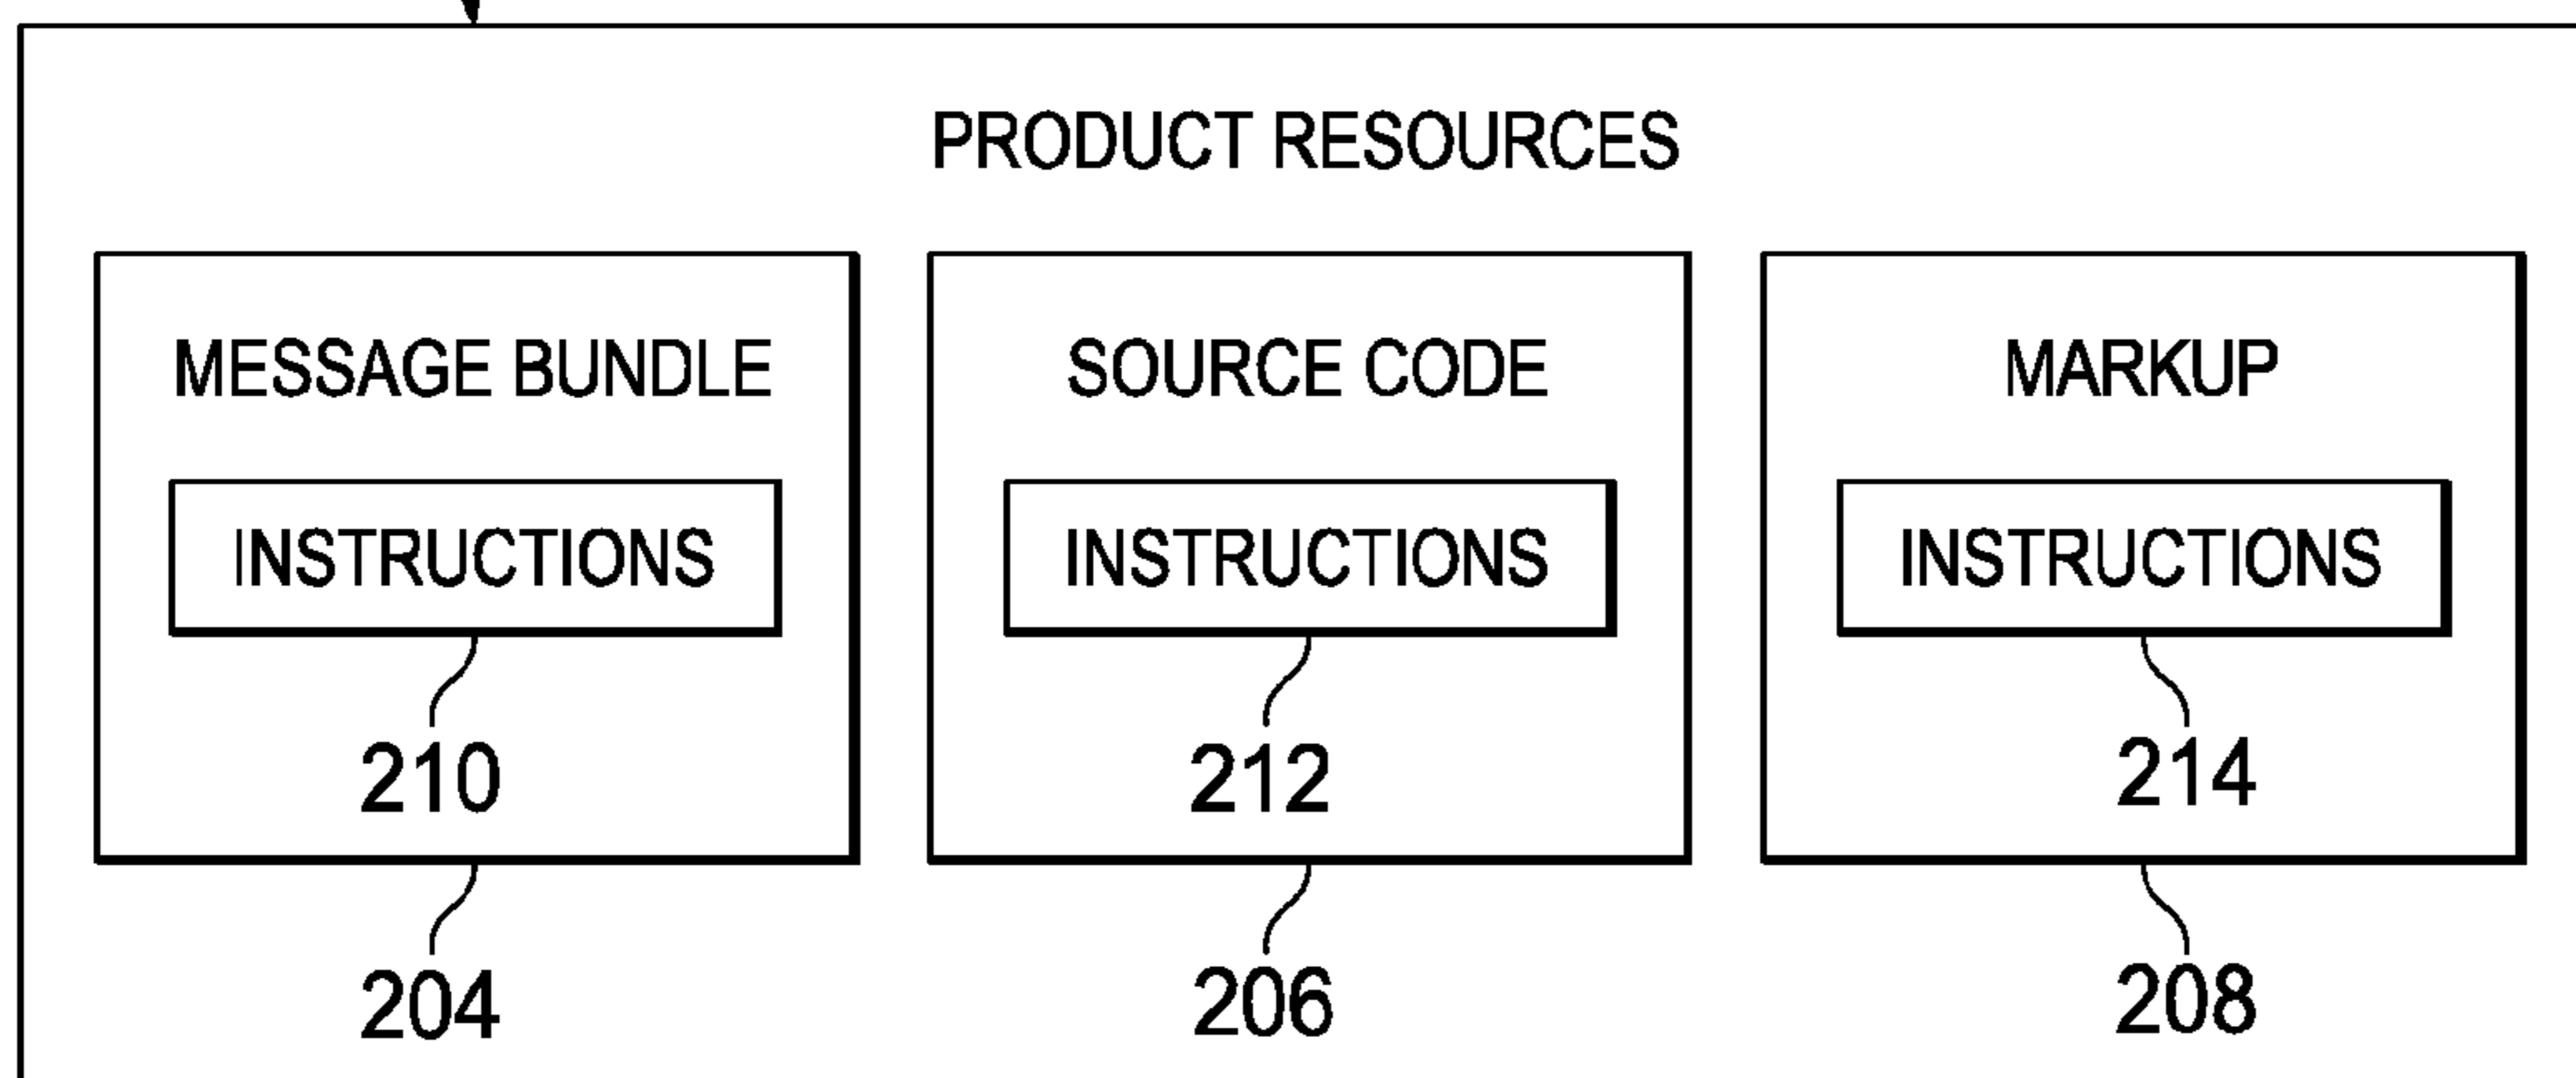 PRODUCT RESOURCES
MESSAGE BUNDLE
SOURCE CODE
MARKUP
INSTRUCTIONS
INSTRUCTIONS
INSTRUCTIONS
210
212
214
204
206
208